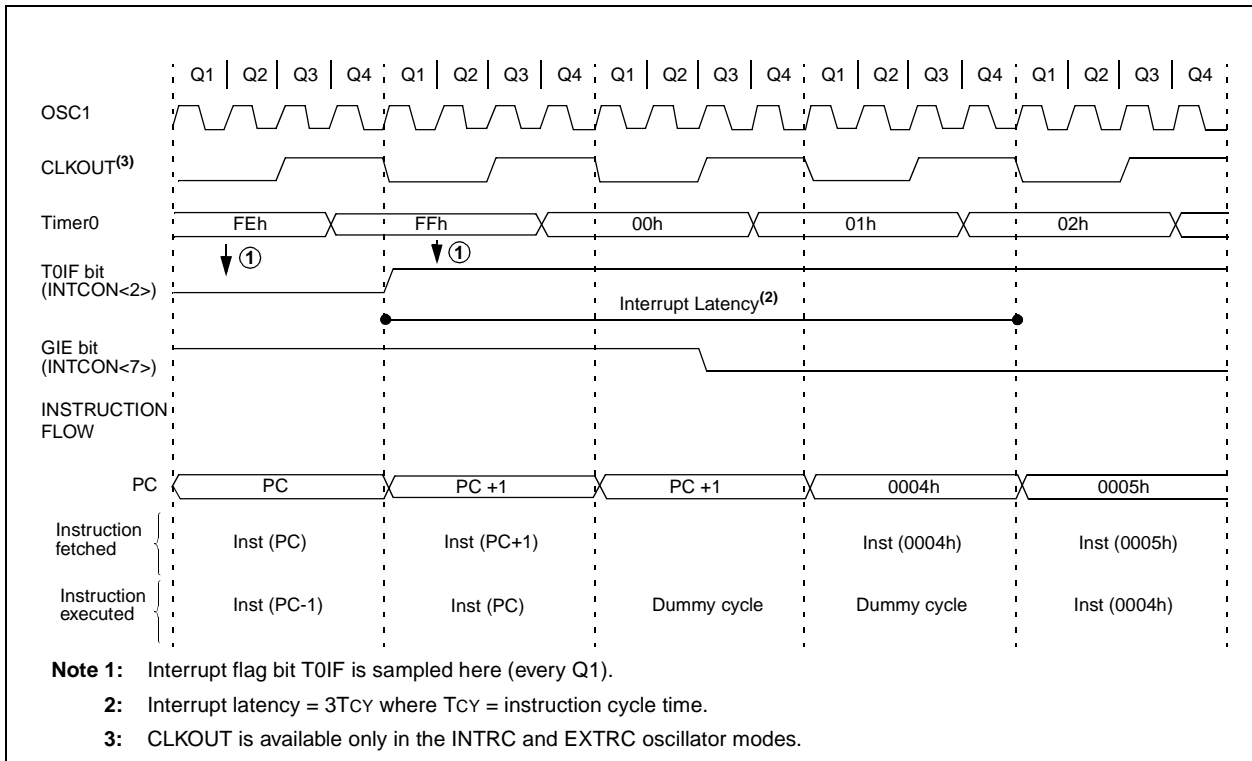 Q1 Q2 Q3 Q4 Q1 Q2 Q3 Q4 Q1 Q2 Q3 Q4 Q1 Q2 Q3 Q4 Q1 Q2 Q3 Q4
OSC1
CLKOUT(3)
Timer0 FEh FFh 00h 01h 02h
1 1
T0IF bit
(INTCON<2>)
Interrupt Latency(2)
GIE bit
(INTCON<7>)
INSTRUCTION
FLOW
PC PC PC +1 PC +1 0004h 0005h
Instruction
fetched
Inst (PC) Inst (PC+1) Inst (0004h) Inst (0005h)
Instruction
executed
Inst (PC-1) Inst (PC) Dummy cycle Dummy cycle Inst (0004h)
Note 1: Interrupt flag bit T0IF is sampled here (every Q1).
2: Interrupt latency = 3TCY where TCY = instruction cycle time.
3: CLKOUT is available only in the INTRC and EXTRC oscillator modes.